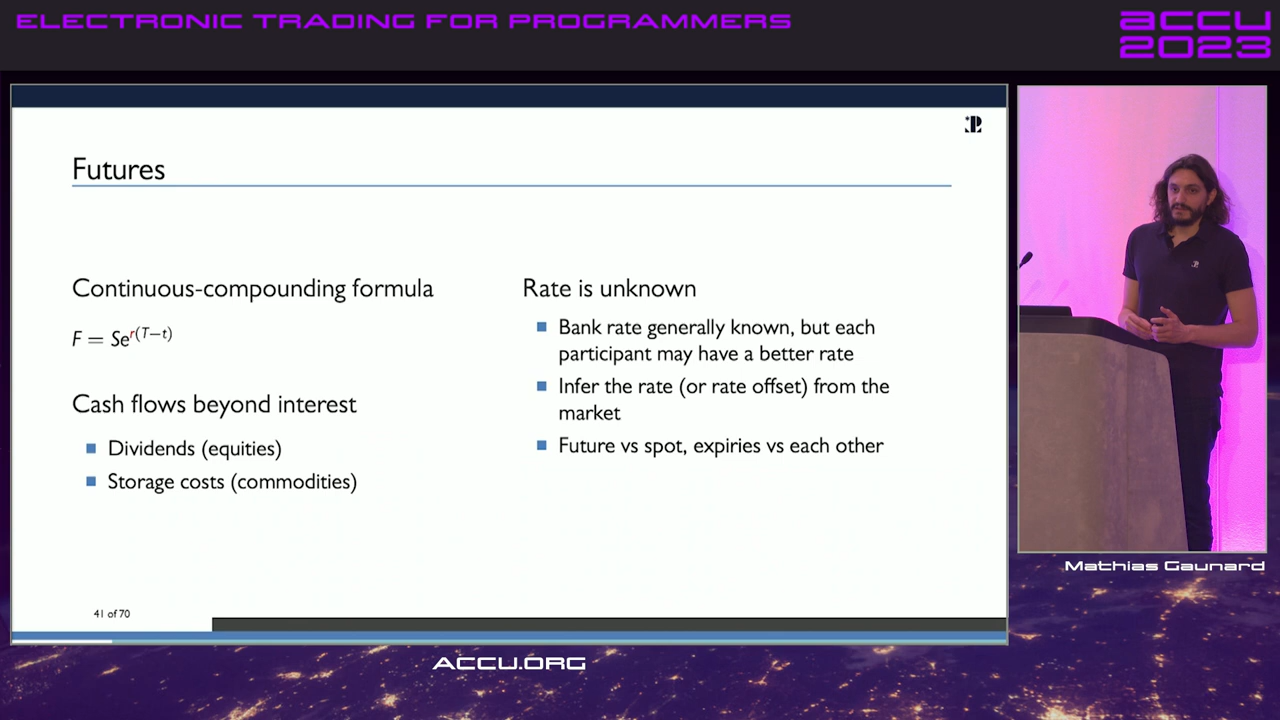 ELECTRONIC TRADING FOR PROGRAMMERS
ACCU
2023
Futures
Continuous-compounding formula
F = Se^{r(T−t)}
Cash flows beyond interest
Dividends (equities)
Storage costs (commodities)
Rate is unknown
Bank rate generally known, but each
participant may have a better rate
Infer the rate (or rate offset) from the
market
Future vs spot, expiries vs each other
41 of 70
Mathias Gaunard
ACCU.ORG